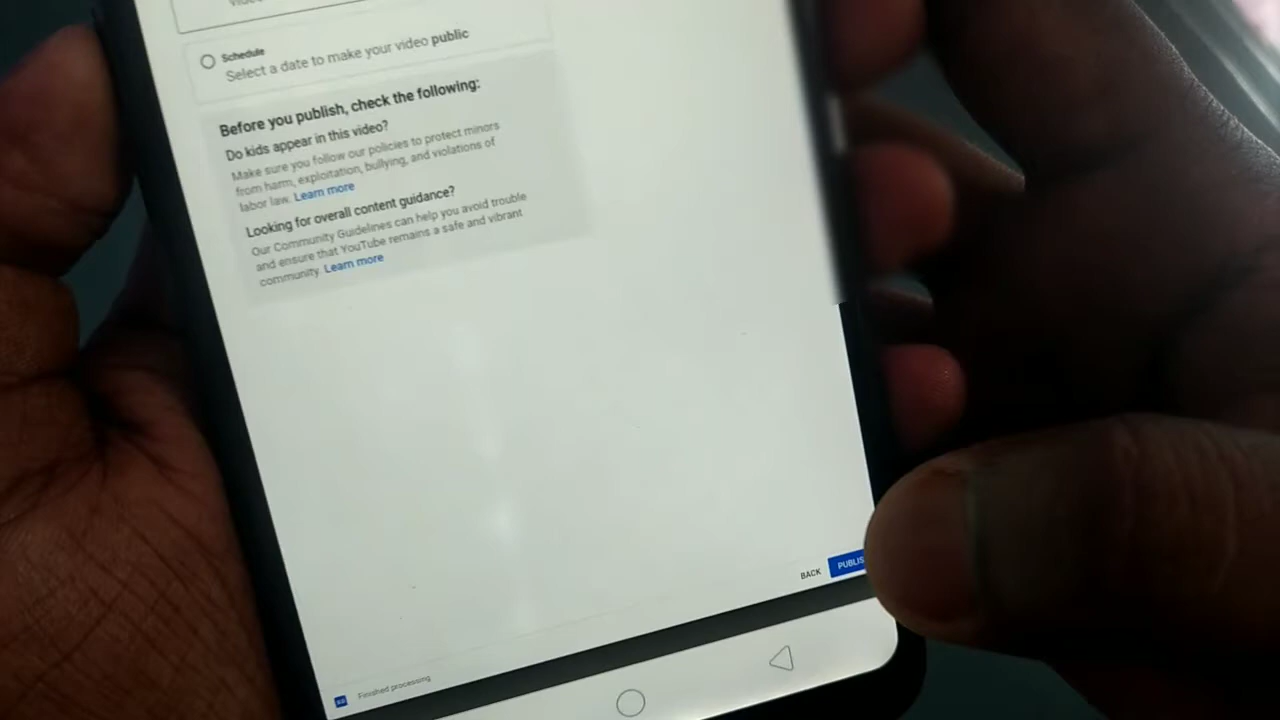 Schedule
Select a date to make your video public
Before you publish, check the following:
Do kids appear in this video?
Make sure you follow our policies to protect minors
from harm, exploitation, bullying, and violations of
labor law. Learn more
Looking for overall content guidance?
Our Community Guidelines can help you avoid trouble
and ensure that YouTube remains a safe and vibrant
community. Learn more
BACK PUBLIS
Finished processing